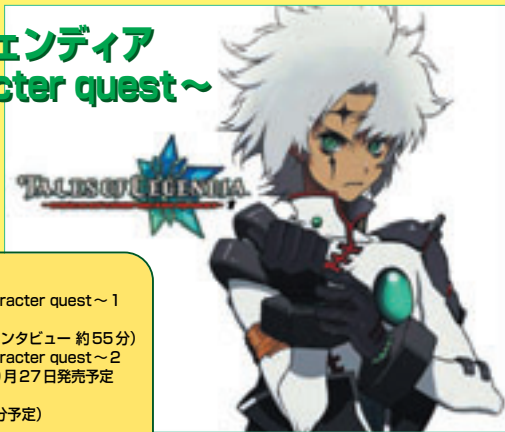 ェンディア
cter quest～
TALES OF LEGENDIA
racter quest～1
ンタビュー 約55分)
racter quest～2
月27日発売予定
分予定)